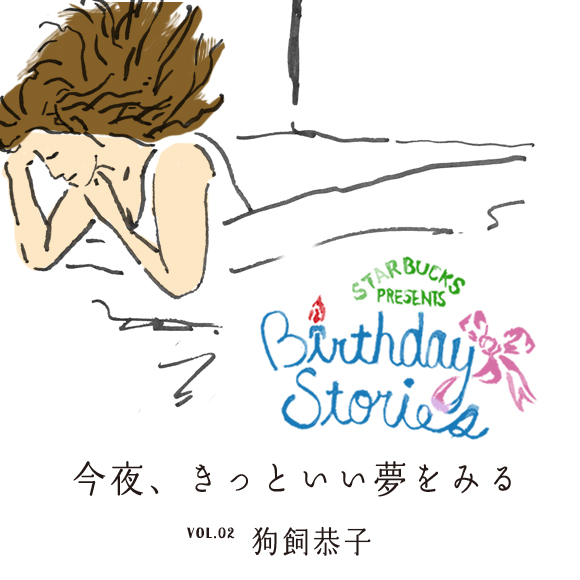 STARBUCKS
PRESENTS
Birthday
Stories
今夜、きっといい夢をみる
VOL.02 狗飼恭子